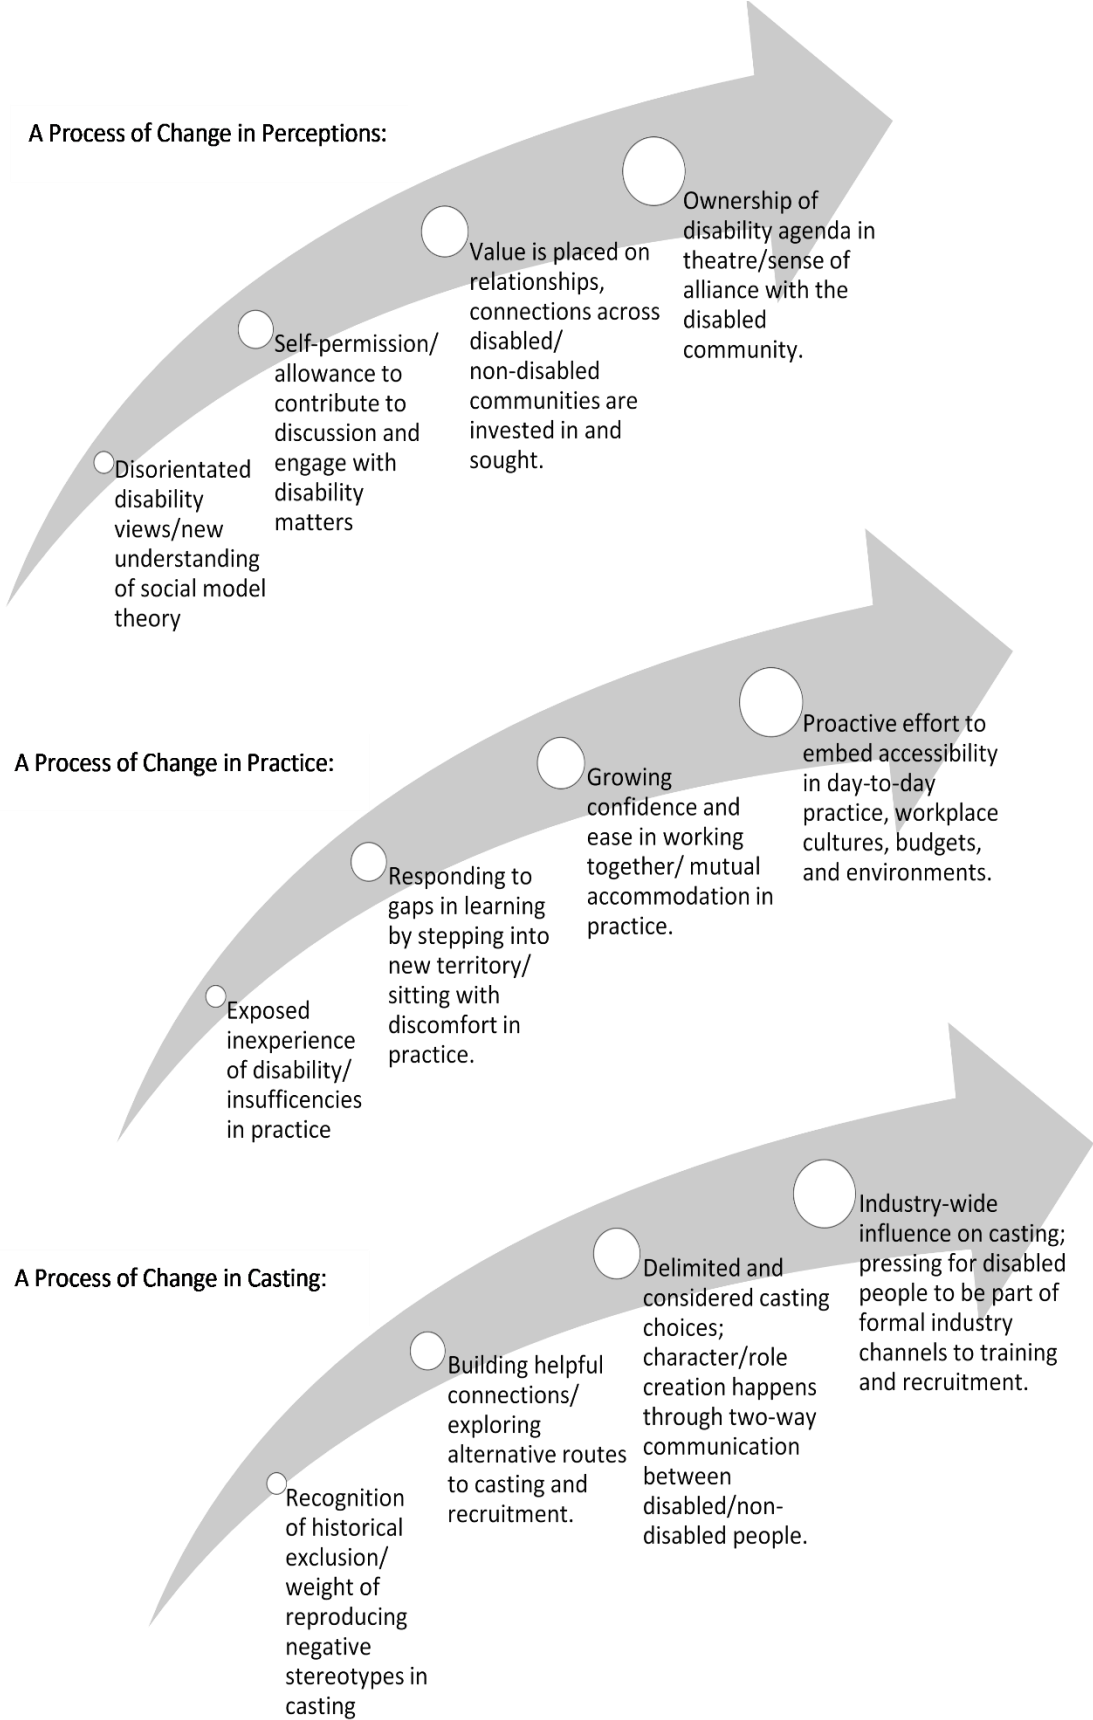 A Process of Change in Perceptions:
Disorientated
disability
views/new
understanding
of social model
theory
Self-permission/
allowance to
contribute to
discussion and
engage with
disability
matters
Value is placed on
relationships,
connections across
disabled/
non-disabled
communities are
invested in and
sought.
Ownership of
disability agenda in
theatre/sense of
alliance with the
disabled
community.
A Process of Change in Practice:
Exposed
inexperience
of disability/
insufficencies
in practice
Responding to
gaps in learning
by stepping into
new territory/
sitting with
discomfort in
practice.
Growing
confidence and
ease in working
together/ mutual
accommodation in
practice.
Proactive effort to
embed accessibility
in day-to-day
practice, workplace
cultures, budgets,
and environments.
A Process of Change in Casting:
Recognition
of historical
exclusion/
weight of
reproducing
negative
stereotypes in
casting
Building helpful
connections/
exploring
alternative routes
to casting and
recruitment.
Delimited and
considered casting
choices;
character/role
creation happens
through two-way
communication
between
disabled/non-
disabled people.
Industry-wide
influence on casting;
pressing for disabled
people to be part of
formal industry
channels to training
and recruitment.